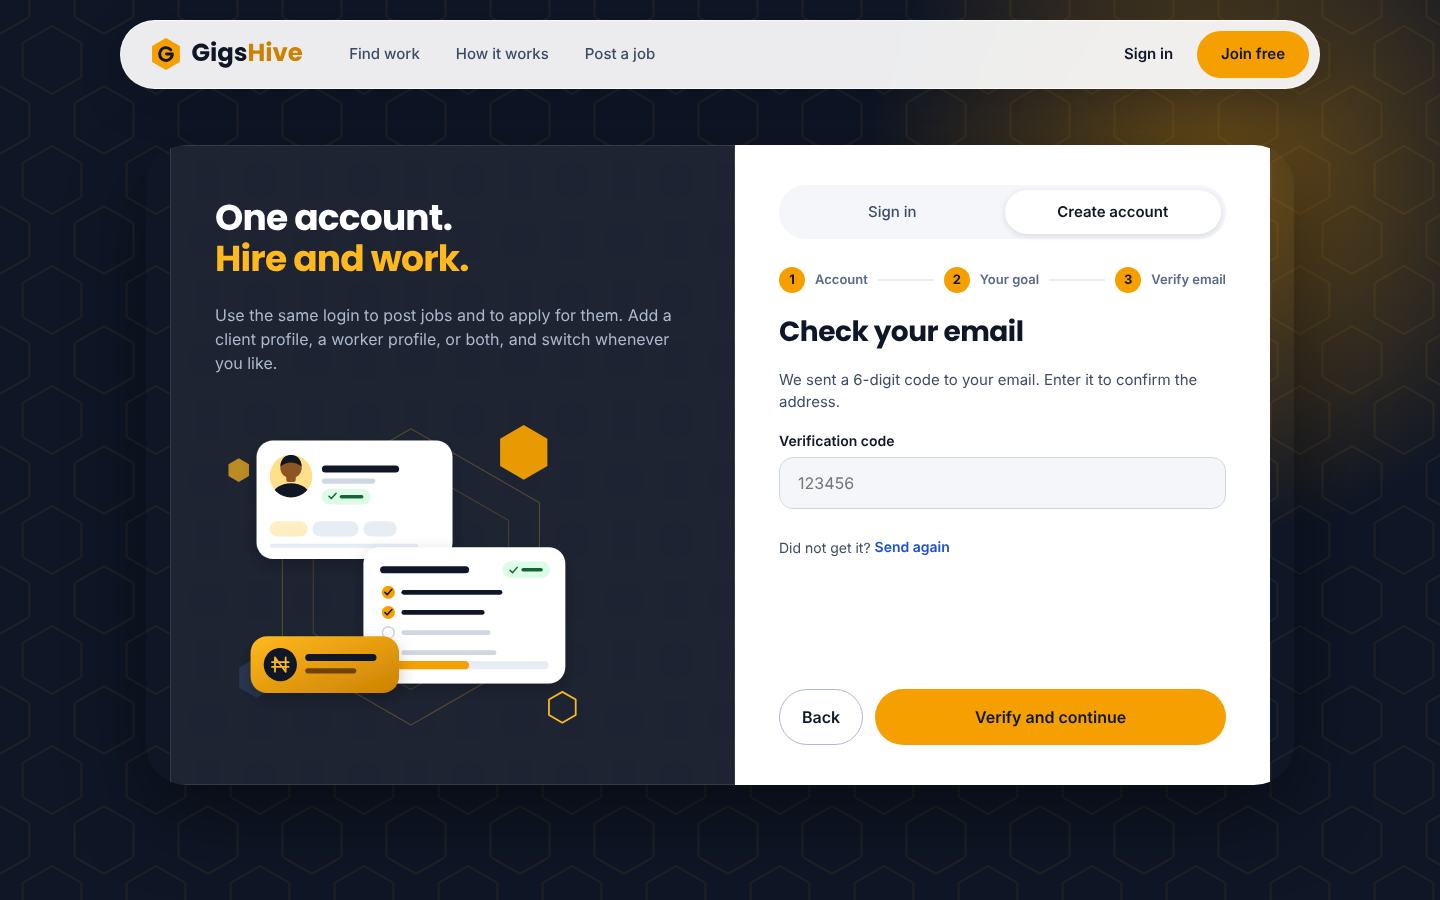 GigsHive
Find work
How it works
Post a job
Sign in
Join free
One account.
Hire and work.
Use the same login to post jobs and to apply for them. Add a
client profile, a worker profile, or both, and switch whenever
you like.
₦
Sign in
Create account
1 Account
2 Your goal
3 Verify email
Check your email
We sent a 6-digit code to your email. Enter it to confirm the
address.
Verification code
123456
Did not get it? Send again
Back
Verify and continue